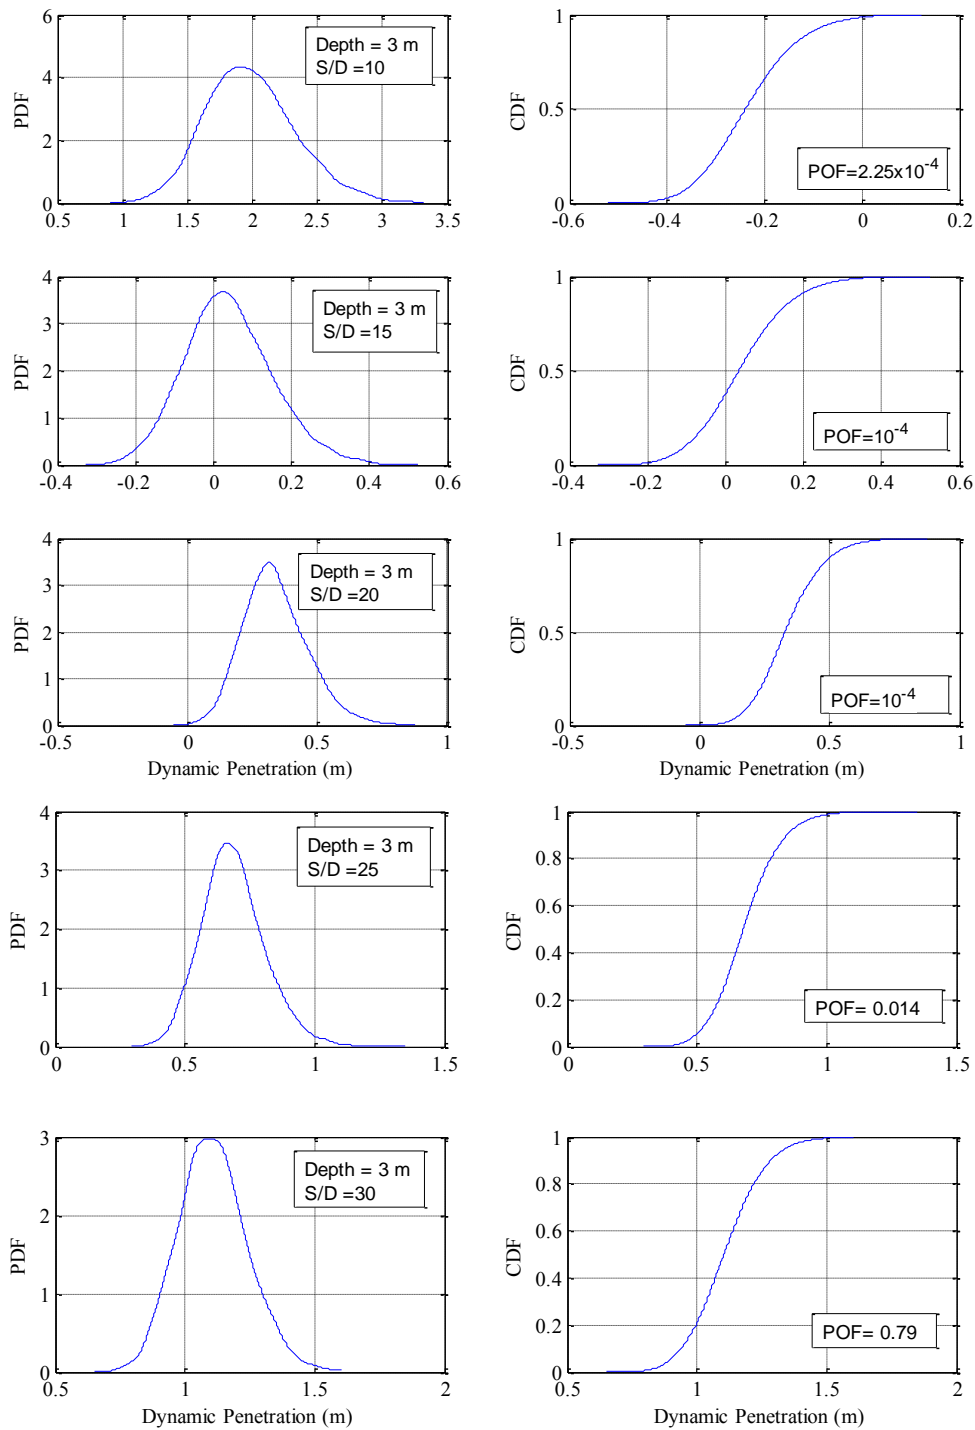 6
4
2
0
PDF
0.5 1 1.5 2 2.5 3 3.5
Depth = 3 m
S/D =10
1
0.5
0
CDF
-0.6 -0.4 -0.2 0 0.2
POF=2.25x10-4
4
3
2
1
0
PDF
-0.4 -0.2 0 0.2 0.4 0.6
Depth = 3 m
S/D =15
1
0.5
0
CDF
-0.4 -0.2 0 0.2 0.4 0.6
POF=10-4
4
3
2
1
0
PDF
-0.5 0 0.5 1
Dynamic Penetration (m)
Depth = 3 m
S/D =20
1
0.5
0
CDF
-0.5 0 0.5 1
Dynamic Penetration (m)
POF=10-4
4
3
2
1
0
PDF
0 0.5 1 1.5
Depth = 3 m
S/D =25
1
0.8
0.6
0.4
0.2
0
CDF
0 0.5 1 1.5
POF= 0.014
3
2
1
0
PDF
0.5 1 1.5 2
Dynamic Penetration (m)
Depth = 3 m
S/D =30
1
0.8
0.6
0.4
0.2
0
CDF
0.5 1 1.5 2
Dynamic Penetration (m)
POF= 0.79